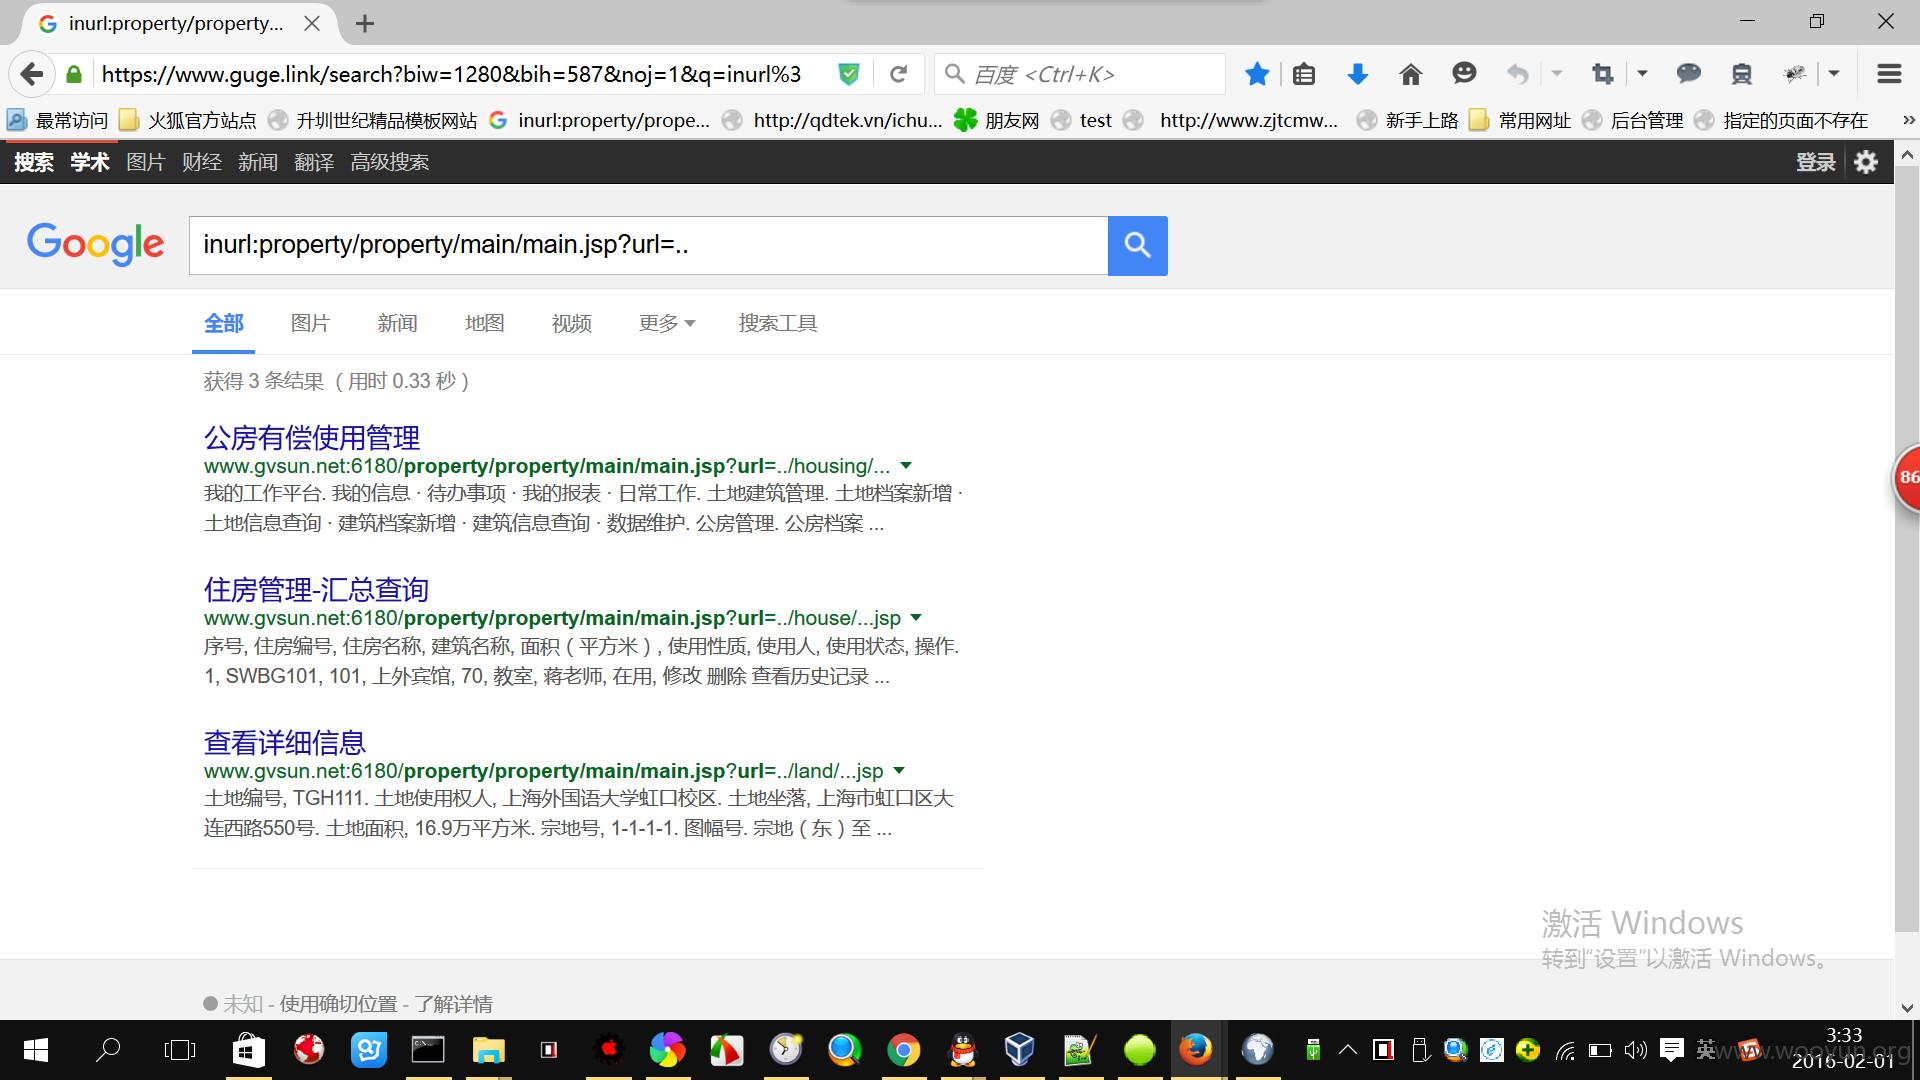 inurl:property/property...
https://www.guge.link/search?biw=1280&bih=587&noj=1&q=inurl%3
百度 <Ctrl+K>
最常访问 火狐官方站点 升圳世纪精品模板网站 inurl:property/prope... http://qdtek.vn/ichu... 朋友网 test http://www.zjtcmw... 新手上路 常用网址 后台管理 指定的页面不存在 »
搜索 学术 图片 财经 新闻 翻译 高级搜索 登录
Google
inurl:property/property/main/main.jsp?url=..
全部 图片 新闻 地图 视频 更多 搜索工具
获得 3 条结果 （用时 0.33 秒）
公房有偿使用管理
www.gvsun.net:6180/property/property/main/main.jsp?url=../housing/...
我的工作平台. 我的信息 · 待办事项 · 我的报表 · 日常工作. 土地建筑管理. 土地档案新增 ·
土地信息查询 · 建筑档案新增 · 建筑信息查询 · 数据维护. 公房管理. 公房档案 ...
住房管理-汇总查询
www.gvsun.net:6180/property/property/main/main.jsp?url=../house/...jsp
序号, 住房编号, 住房名称, 建筑名称, 面积（平方米）, 使用性质, 使用人, 使用状态, 操作.
1, SWBG101, 101, 上外宾馆, 70, 教室, 蒋老师, 在用, 修改 删除 查看历史记录 ...
查看详细信息
www.gvsun.net:6180/property/property/main/main.jsp?url=../land/...jsp
土地编号, TGH111. 土地使用权人, 上海外国语大学虹口校区. 土地坐落, 上海市虹口区大
连西路550号. 土地面积, 16.9万平方米. 宗地号, 1-1-1-1. 图幅号. 宗地（东）至 ...
86
激活 Windows
转到“设置”以激活 Windows。
未知 - 使用确切位置 - 了解详情
英
3:33
2016-02-01
www.wooyun.org